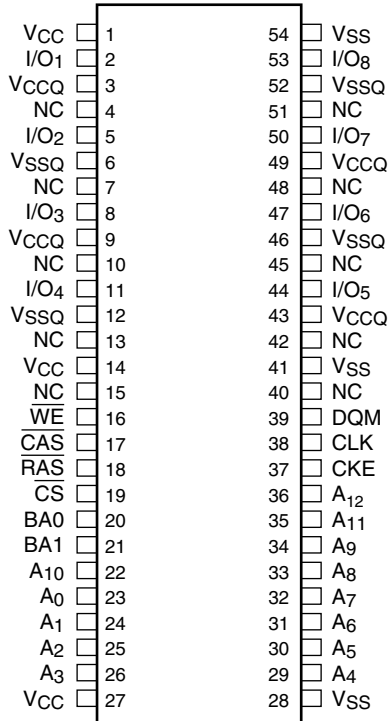 VCC 1 54 VSS
I/O1 2 53 I/O8
VCCQ 3 52 VSSQ
NC 4 51 NC
I/O2 5 50 I/O7
VSSQ 6 49 VCCQ
NC 7 48 NC
I/O3 8 47 I/O6
VCCQ 9 46 VSSQ
NC 10 45 NC
I/O4 11 44 I/O5
VSSQ 12 43 VCCQ
NC 13 42 NC
VCC 14 41 VSS
NC 15 40 NC
WE 16 39 DQM
CAS 17 38 CLK
RAS 18 37 CKE
CS 19 36 A12
BA0 20 35 A11
BA1 21 34 A9
A10 22 33 A8
A0 23 32 A7
A1 24 31 A6
A2 25 30 A5
A3 26 29 A4
VCC 27 28 VSS